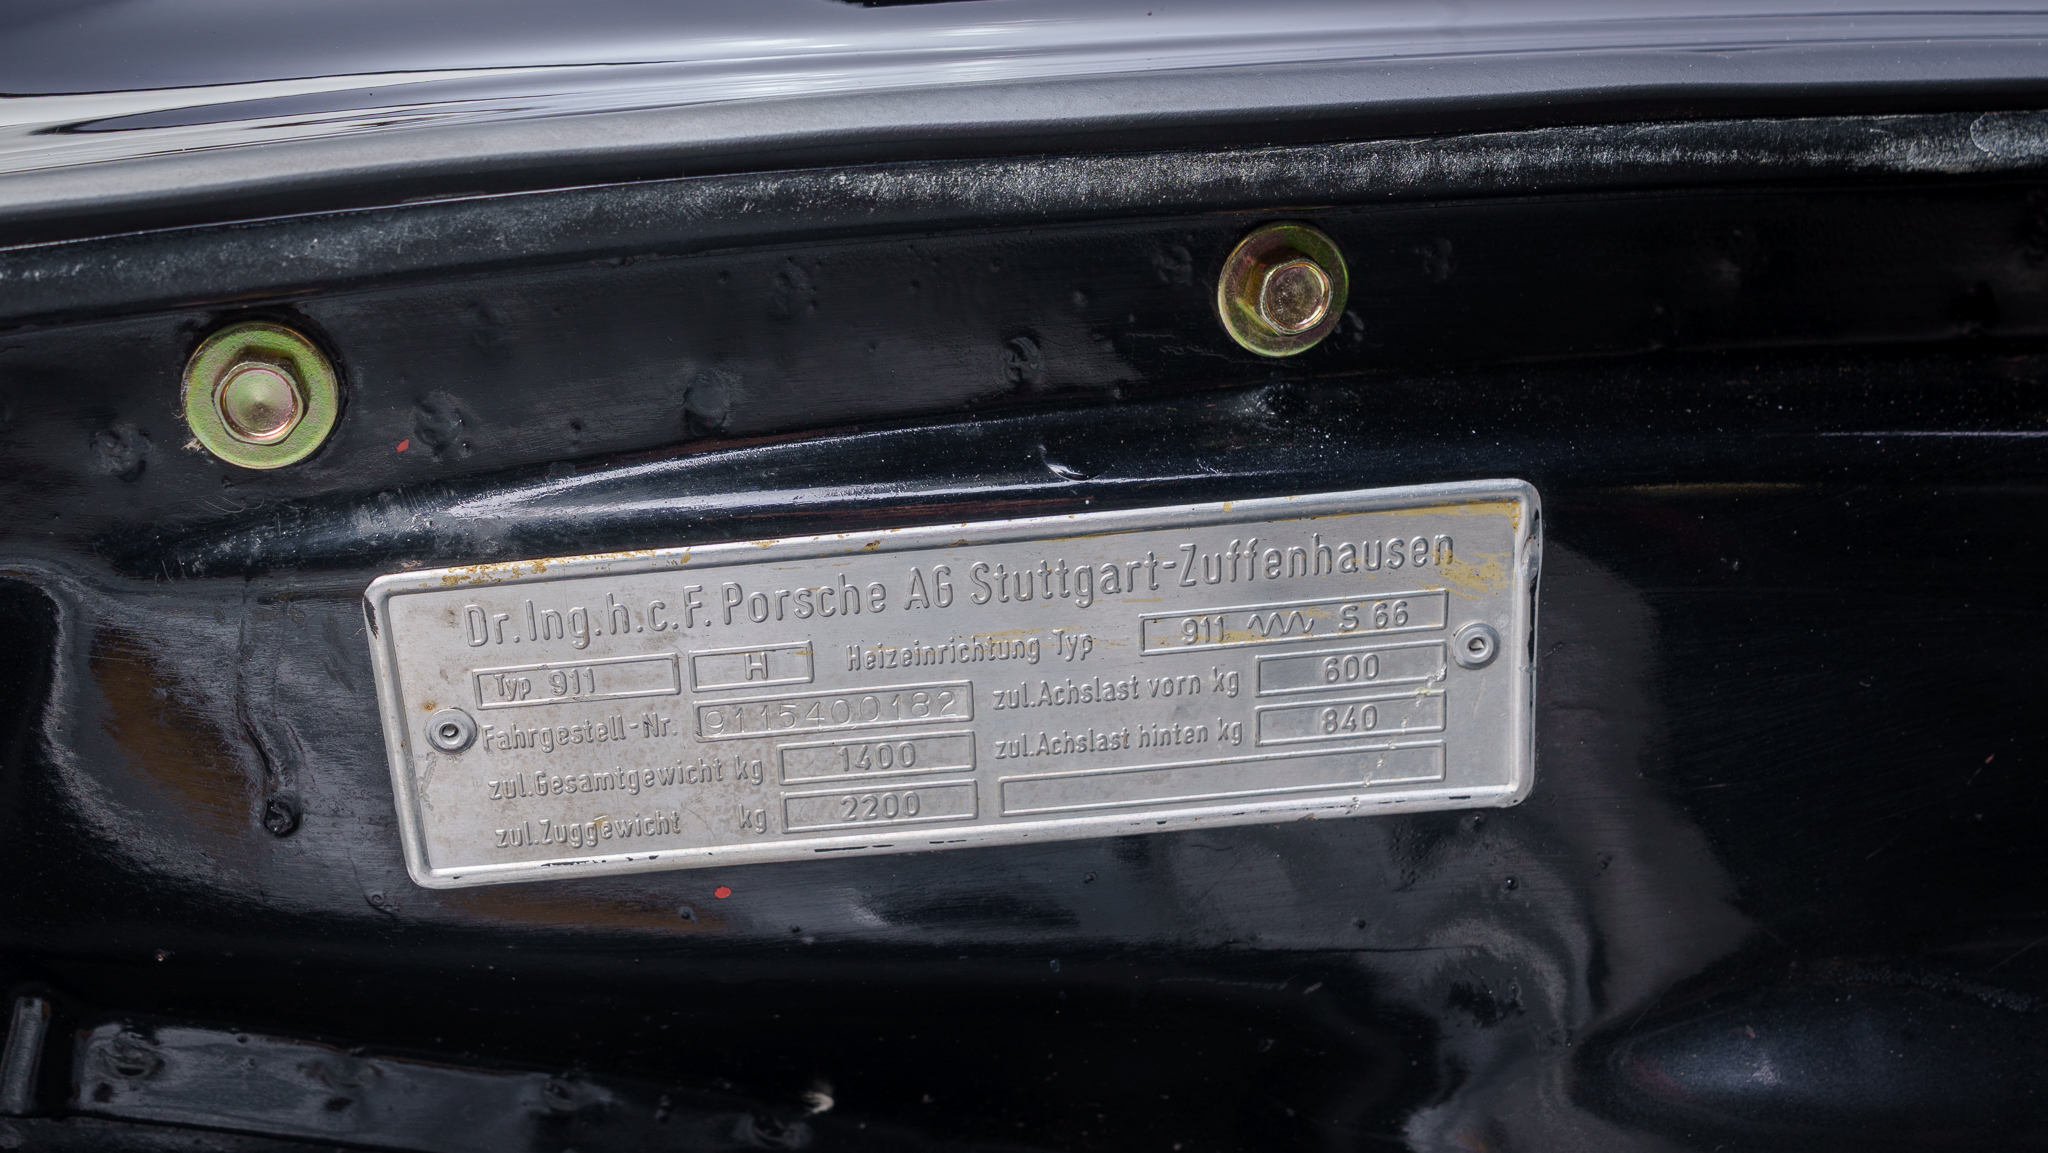 Dr. Ing. h. c. F. Porsche AG Stuttgart-Zuffenhausen
Typ 911 H Heizeinrichtung Typ 911 S 66
Fahrgestell-Nr. 9115400182 zul. Achslast vorn kg 600
zul. Gesamtgewicht kg 1400 zul. Achslast hinten kg 840
zul. Zuggewicht kg 2200